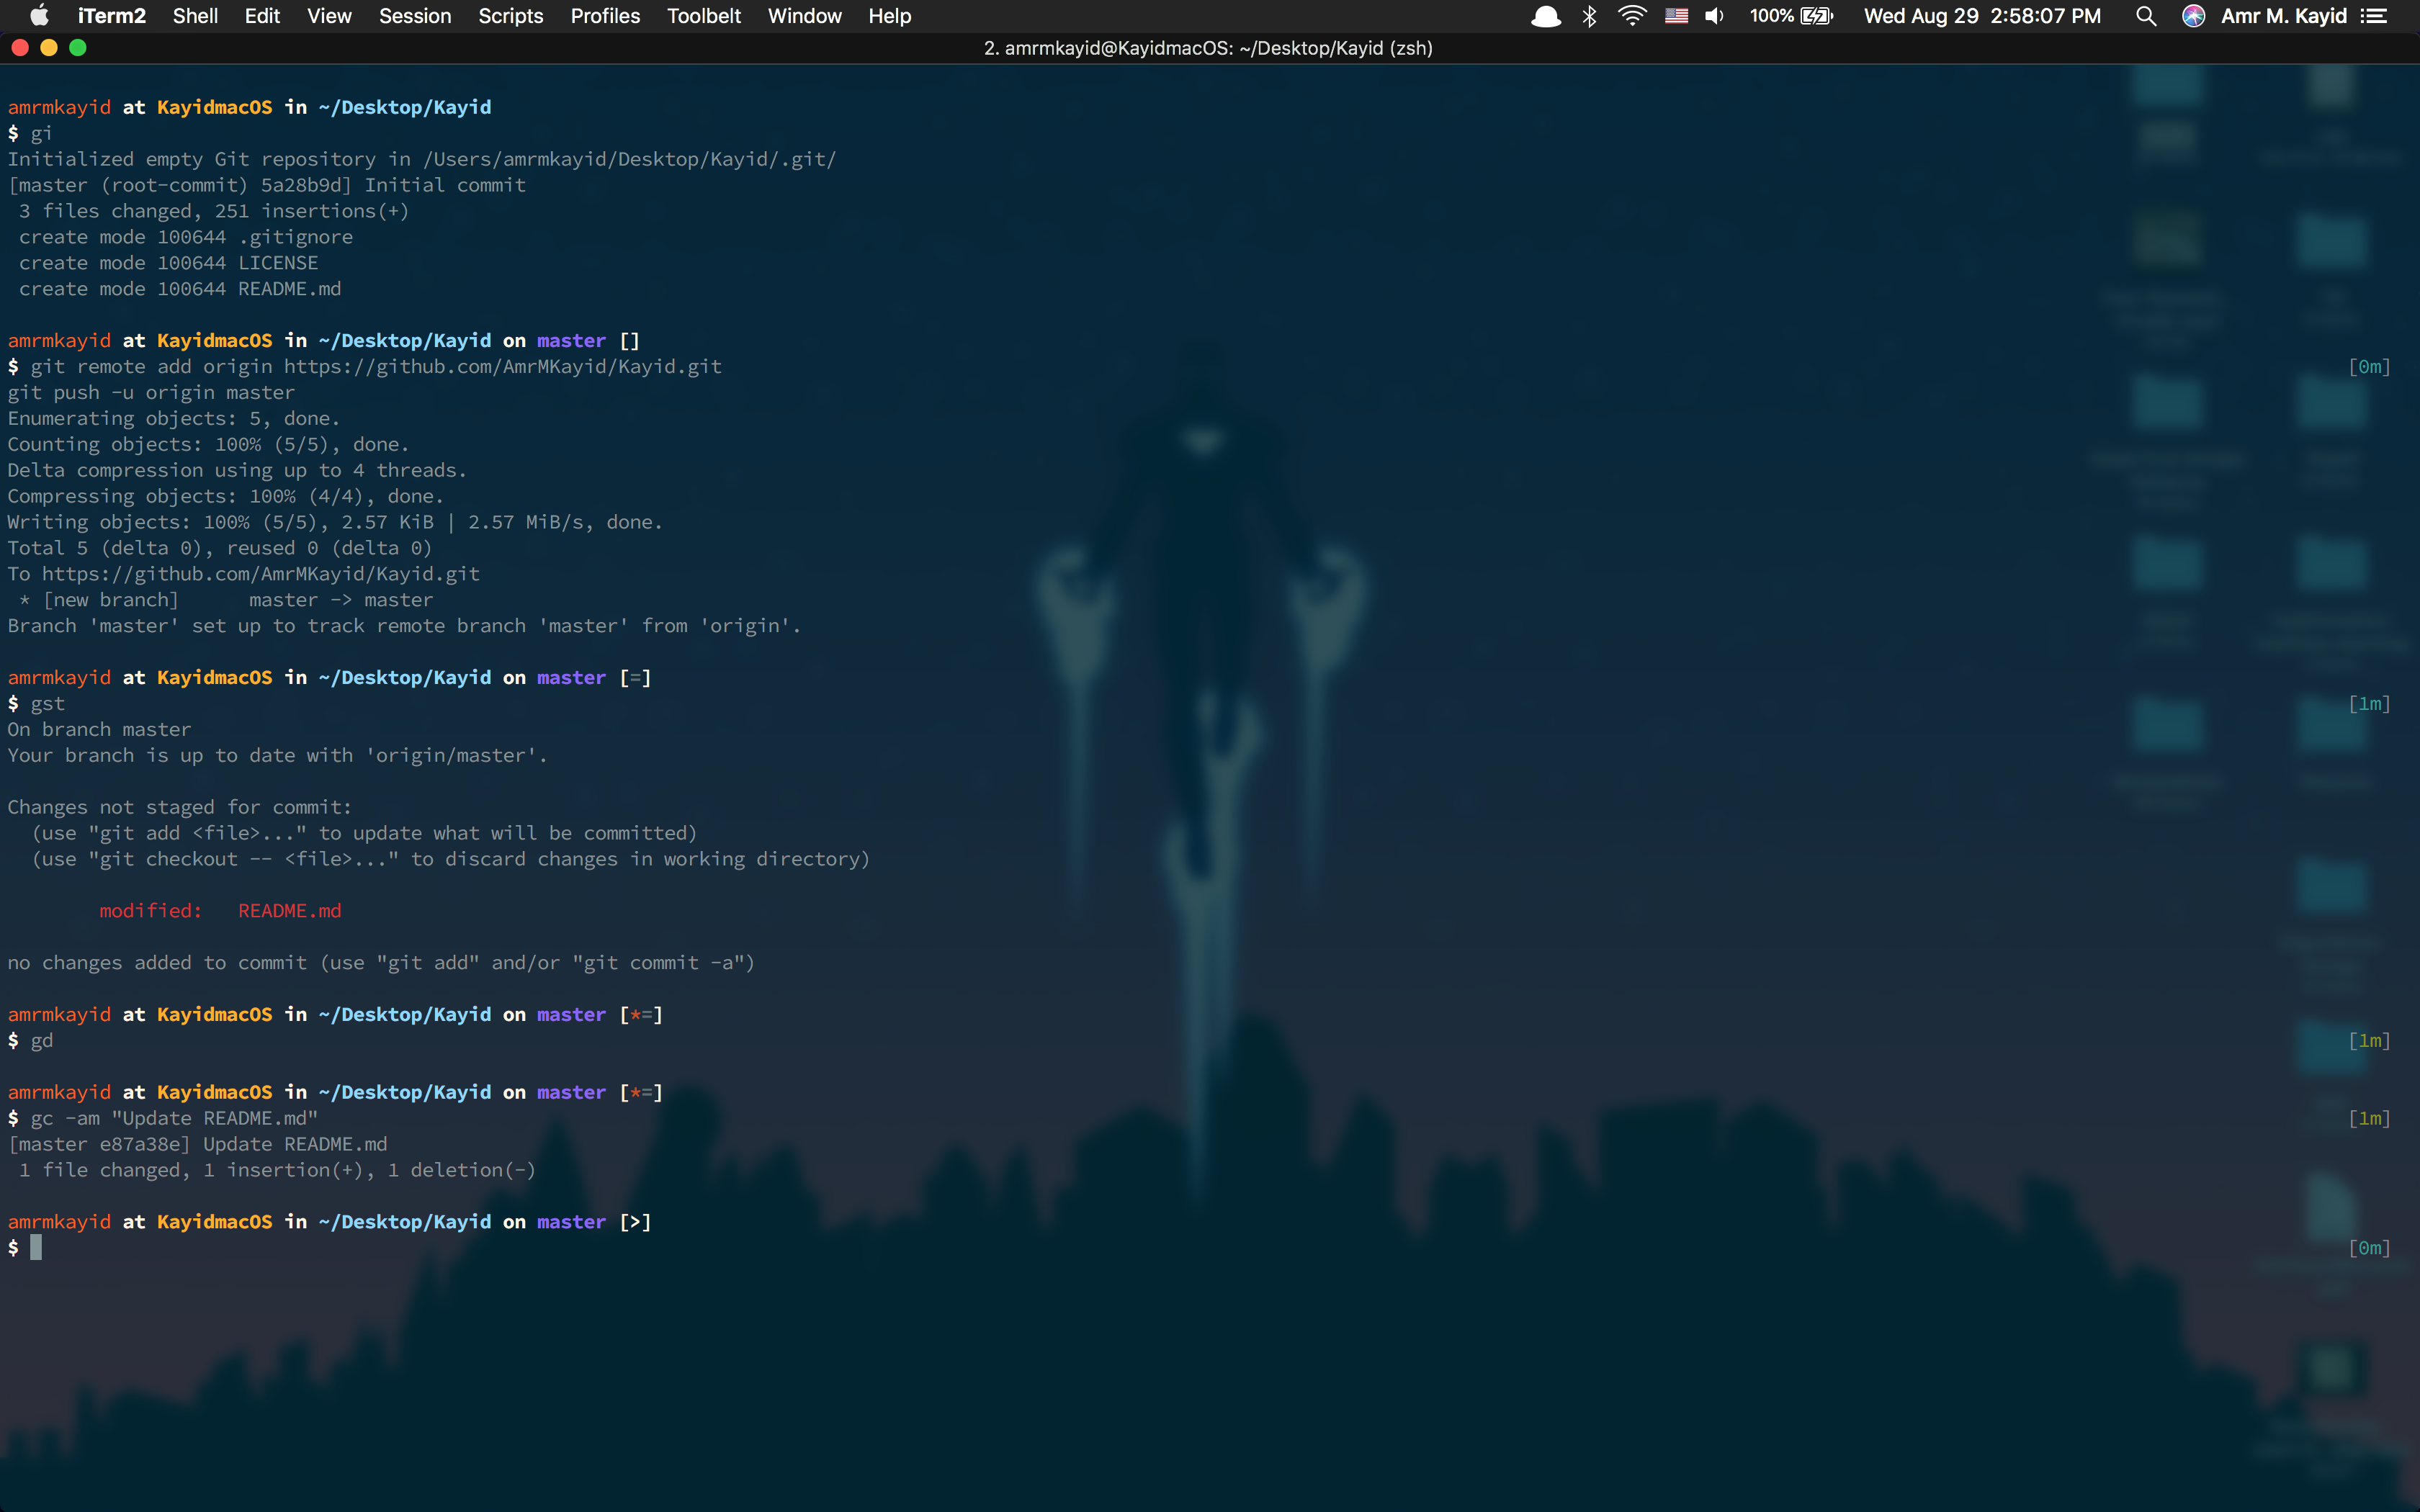 iTerm2 Shell Edit View Session Scripts Profiles Toolbelt Window Help 100% Wed Aug 29 2:58:07 PM Amr M. Kayid
2. amrmkayid@KayidmacOS: ~/Desktop/Kayid (zsh)
amrmkayid at KayidmacOS in ~/Desktop/Kayid
$ gi
Initialized empty Git repository in /Users/amrmkayid/Desktop/Kayid/.git/
[master (root-commit) 5a28b9d] Initial commit
 3 files changed, 251 insertions(+)
 create mode 100644 .gitignore
 create mode 100644 LICENSE
 create mode 100644 README.md
amrmkayid at KayidmacOS in ~/Desktop/Kayid on master []
$ git remote add origin https://github.com/AmrMKayid/Kayid.git [0m]
git push -u origin master
Enumerating objects: 5, done.
Counting objects: 100% (5/5), done.
Delta compression using up to 4 threads.
Compressing objects: 100% (4/4), done.
Writing objects: 100% (5/5), 2.57 KiB | 2.57 MiB/s, done.
Total 5 (delta 0), reused 0 (delta 0)
To https://github.com/AmrMKayid/Kayid.git
 * [new branch]      master -> master
Branch 'master' set up to track remote branch 'master' from 'origin'.
amrmkayid at KayidmacOS in ~/Desktop/Kayid on master [=]
$ gst [1m]
On branch master
Your branch is up to date with 'origin/master'.
Changes not staged for commit:
  (use "git add <file>..." to update what will be committed)
  (use "git checkout -- <file>..." to discard changes in working directory)
        modified:   README.md
no changes added to commit (use "git add" and/or "git commit -a")
amrmkayid at KayidmacOS in ~/Desktop/Kayid on master [*=]
$ gd [1m]
amrmkayid at KayidmacOS in ~/Desktop/Kayid on master [*=]
$ gc -am "Update README.md" [1m]
[master e87a38e] Update README.md
 1 file changed, 1 insertion(+), 1 deletion(-)
amrmkayid at KayidmacOS in ~/Desktop/Kayid on master [>]
$ [0m]